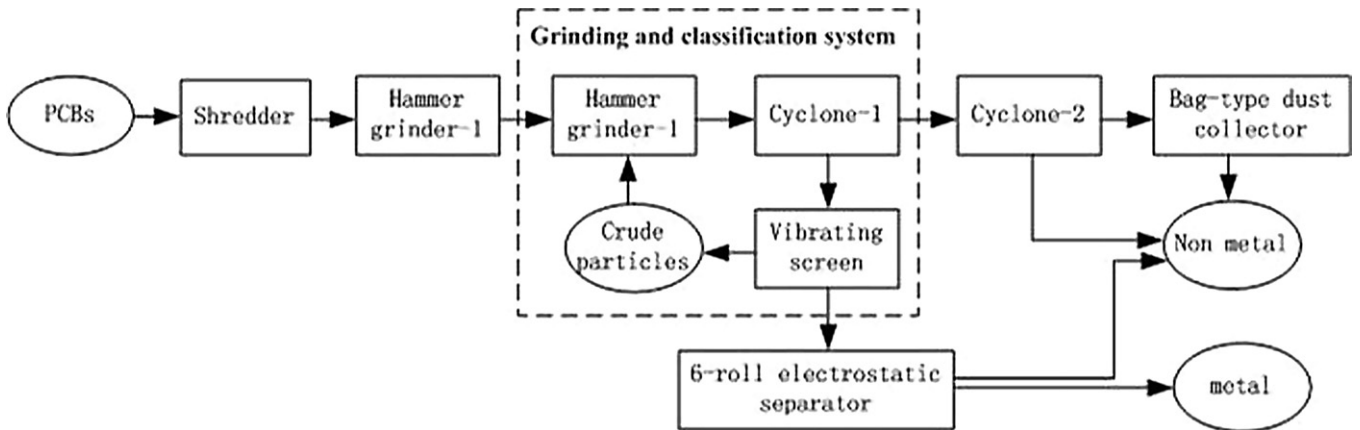 Grinding and classification system
PCBs
Shredder
Hammer
grinder-1
Hammer
grinder-1
Cyclone-1
Cyclone-2
Bag-type dust
collector
Crude
particles
Vibrating
screen
Non metal
6-roll electrostatic
separator
metal